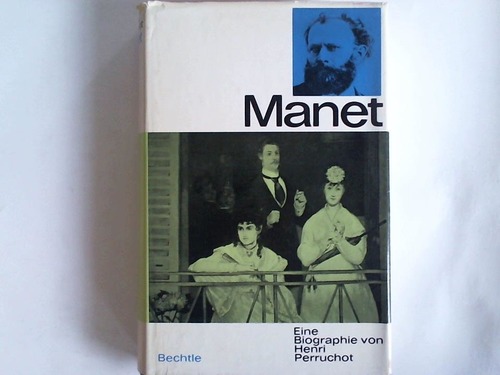 Manet
Eine
Biographie von
Henri
Perruchot
Bechtle